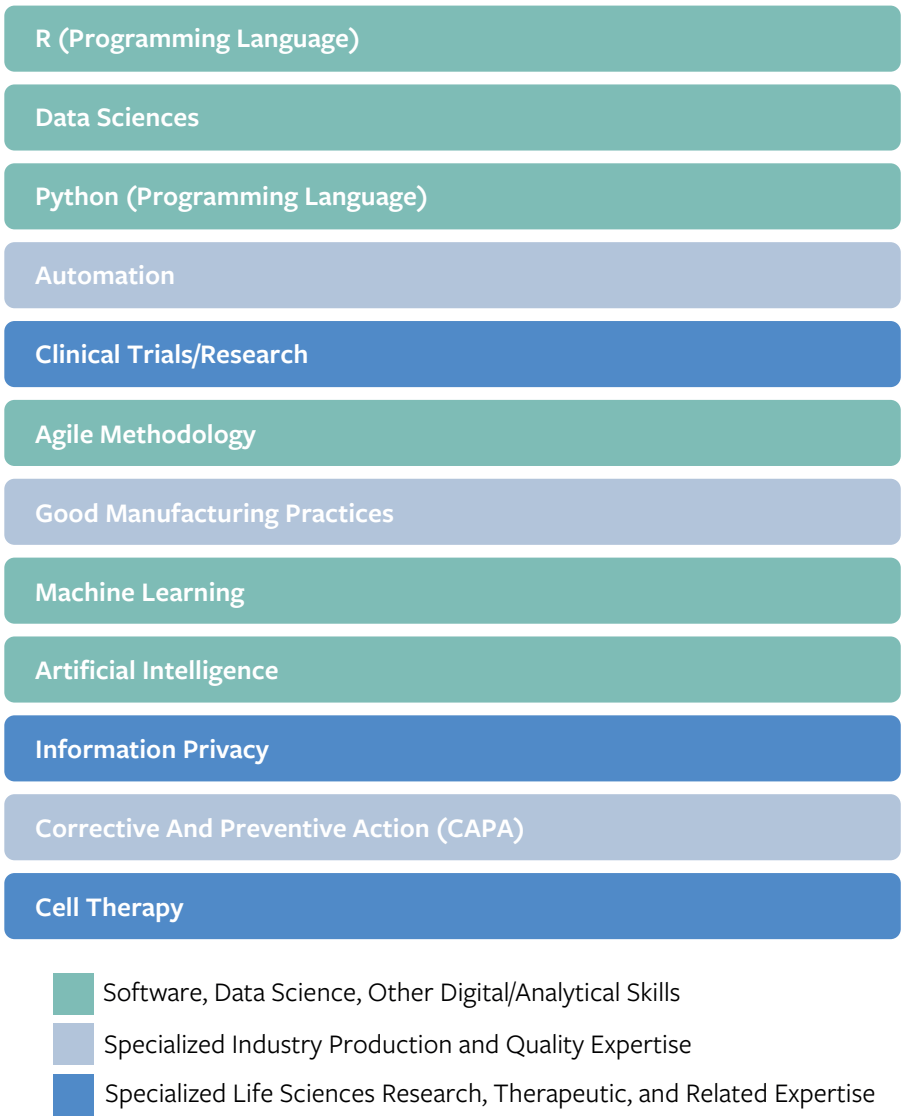 R (Programming Language)
Data Sciences
Python (Programming Language)
Automation
Clinical Trials/Research
Agile Methodology
Good Manufacturing Practices
Machine Learning
Artificial Intelligence
Information Privacy
Corrective And Preventive Action (CAPA)
Cell Therapy
Software, Data Science, Other Digital/Analytical Skills
Specialized Industry Production and Quality Expertise
Specialized Life Sciences Research, Therapeutic, and Related Expertise